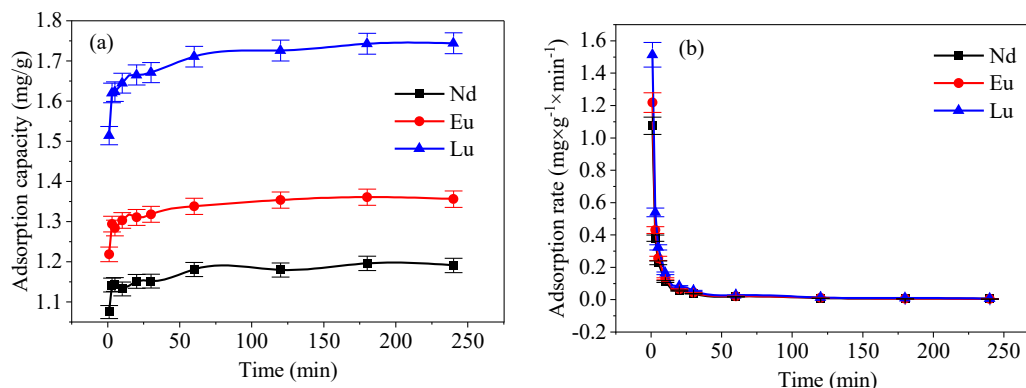 (a)
Adsorption capacity (mg/g)
1.8
1.7
1.6
1.5
1.4
1.3
1.2
1.1
Nd
Eu
Lu
0 50 100 150 200 250
Time (min)
(b)
Adsorption rate (mg×g⁻¹×min⁻¹)
1.6
1.4
1.2
1.0
0.8
0.6
0.4
0.2
0.0
-0.2
Nd
Eu
Lu
0 50 100 150 200 250
Time (min)